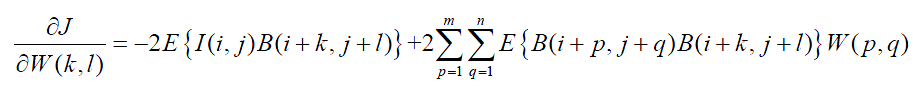 ∂J/∂W(k,l) = −2E{I(i,j)B(i+k,j+l)}+2∑_{p=1}^{m}∑_{q=1}^{n}E{B(i+p,j+q)B(i+k,j+l)}W(p,q)